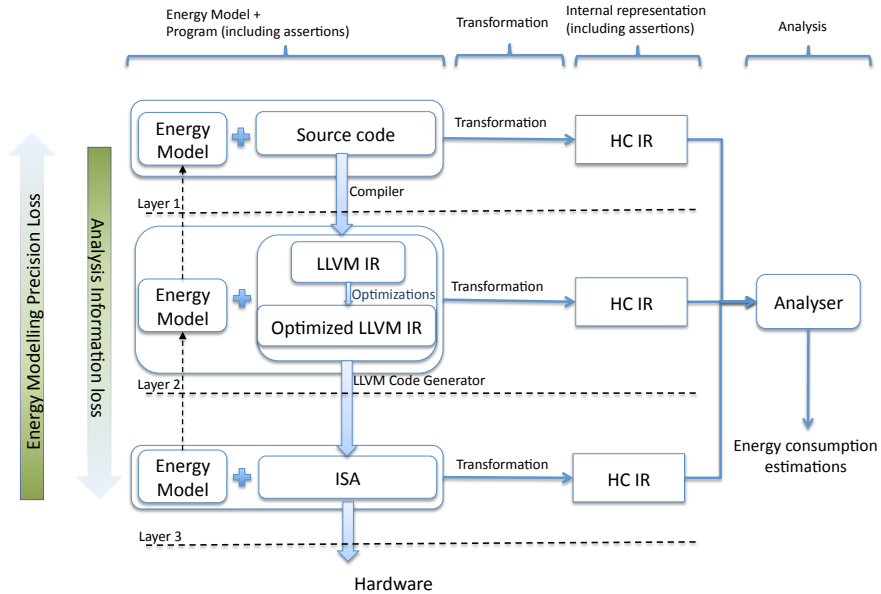 Energy Model +
Program (including assertions)
Transformation
Internal representation
(including assertions)
Analysis
Energy Modelling Precision Loss
Analysis Information loss
Energy
Model
Source code
Transformation
HC IR
Compiler
Layer 1
LLVM IR
Optimizations
Energy
Model
Optimized LLVM IR
Transformation
HC IR
Analyser
LLVM Code Generator
Layer 2
Energy consumption
estimations
Energy
Model
ISA
Transformation
HC IR
Layer 3
Hardware